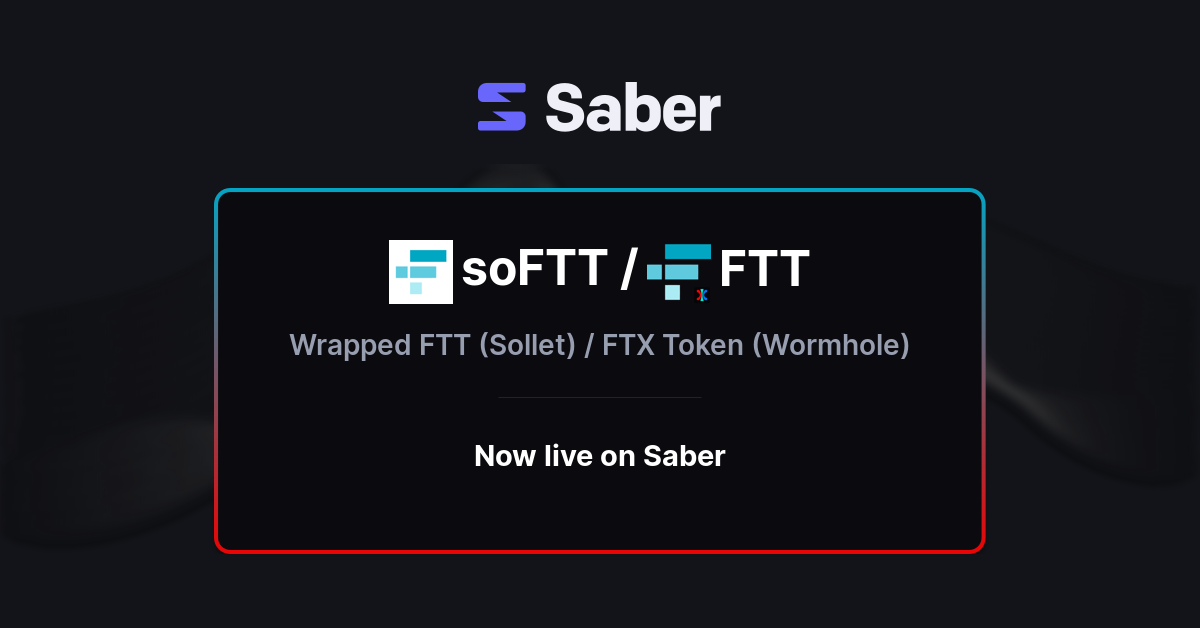 Saber
soFTT / FTT
Wrapped FTT (Sollet) / FTX Token (Wormhole)
Now live on Saber